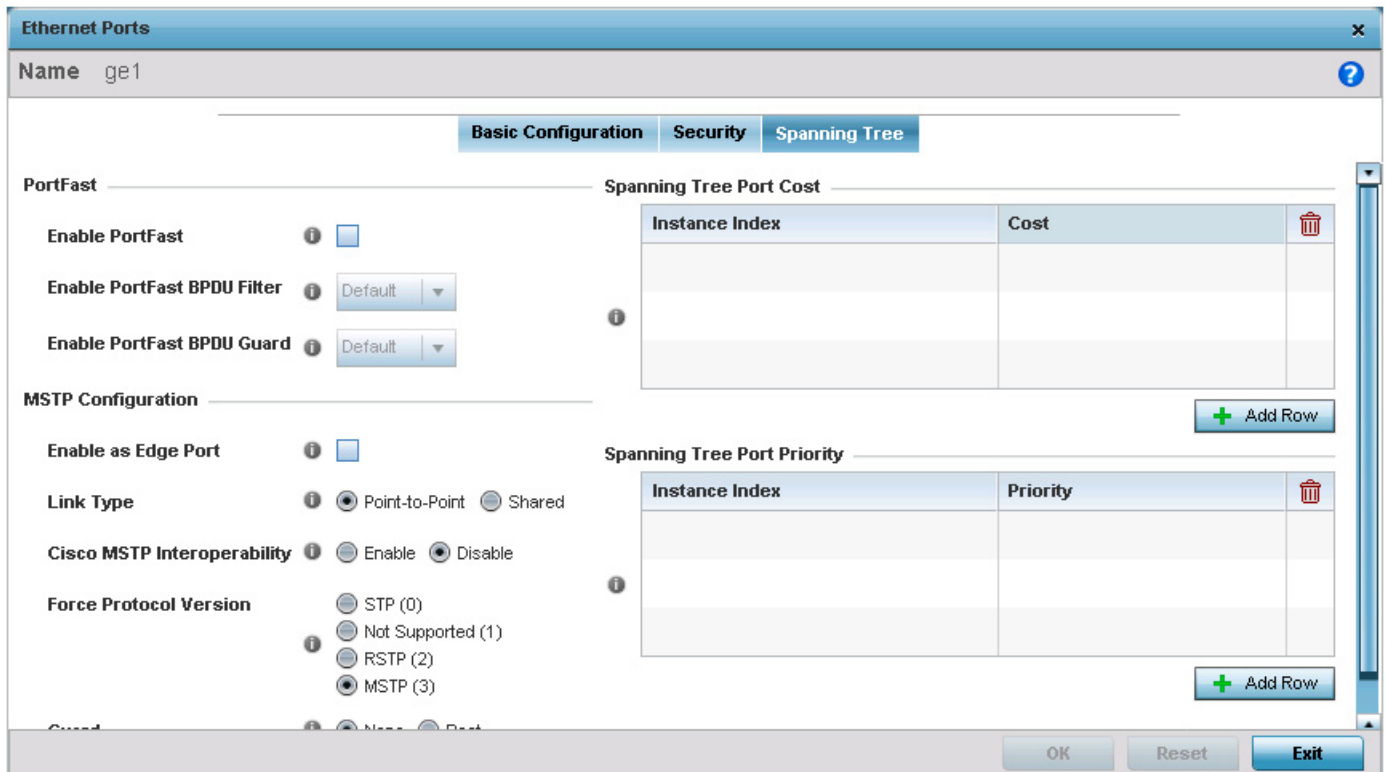 Ethernet Ports
Name ge1
Basic Configuration Security Spanning Tree
PortFast
Enable PortFast
Enable PortFast BPDU Filter Default
Enable PortFast BPDU Guard Default
MSTP Configuration
Enable as Edge Port
Link Type Point-to-Point Shared
Cisco MSTP Interoperability Enable Disable
Force Protocol Version STP (0)
Not Supported (1)
RSTP (2)
MSTP (3)
Guard None Root
Spanning Tree Port Cost
Instance Index Cost
Add Row
Spanning Tree Port Priority
Instance Index Priority
Add Row
OK Reset Exit